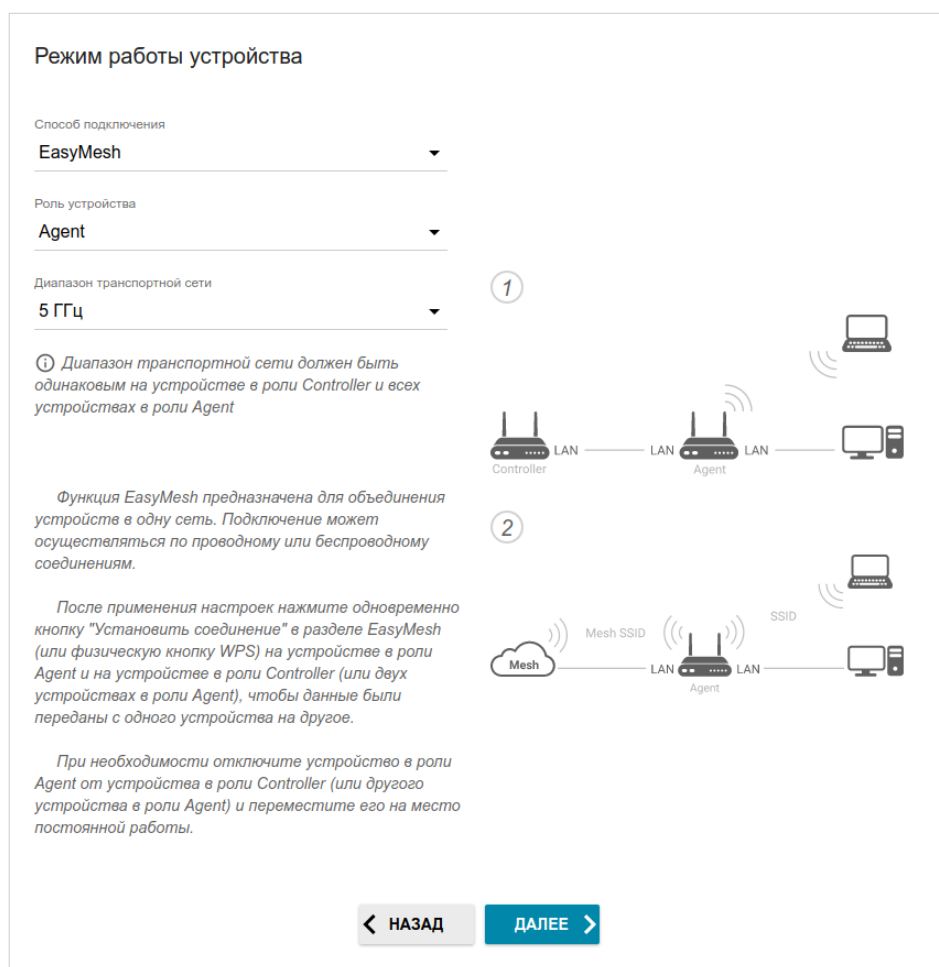 Режим работы устройства
Способ подключения
EasyMesh
Роль устройства
Agent
Диапазон транспортной сети
5 ГГц
Диапазон транспортной сети должен быть
одинаковым на устройстве в роли Controller и всех
устройствах в роли Agent
Функция EasyMesh предназначена для объединения
устройств в одну сеть. Подключение может
осуществляться по проводному или беспроводному
соединениям.
После применения настроек нажмите одновременно
кнопку "Установить соединение" в разделе EasyMesh
(или физическую кнопку WPS) на устройстве в роли
Agent и на устройстве в роли Controller (или двух
устройствах в роли Agent), чтобы данные были
переданы с одного устройства на другое.
При необходимости отключите устройство в роли
Agent от устройства в роли Controller (или другого
устройства в роли Agent) и переместите его на место
постоянной работы.
1
LAN LAN LAN
Controller Agent
2
Mesh SSID SSID
Mesh LAN LAN
Agent
НАЗАД ДАЛЕЕ